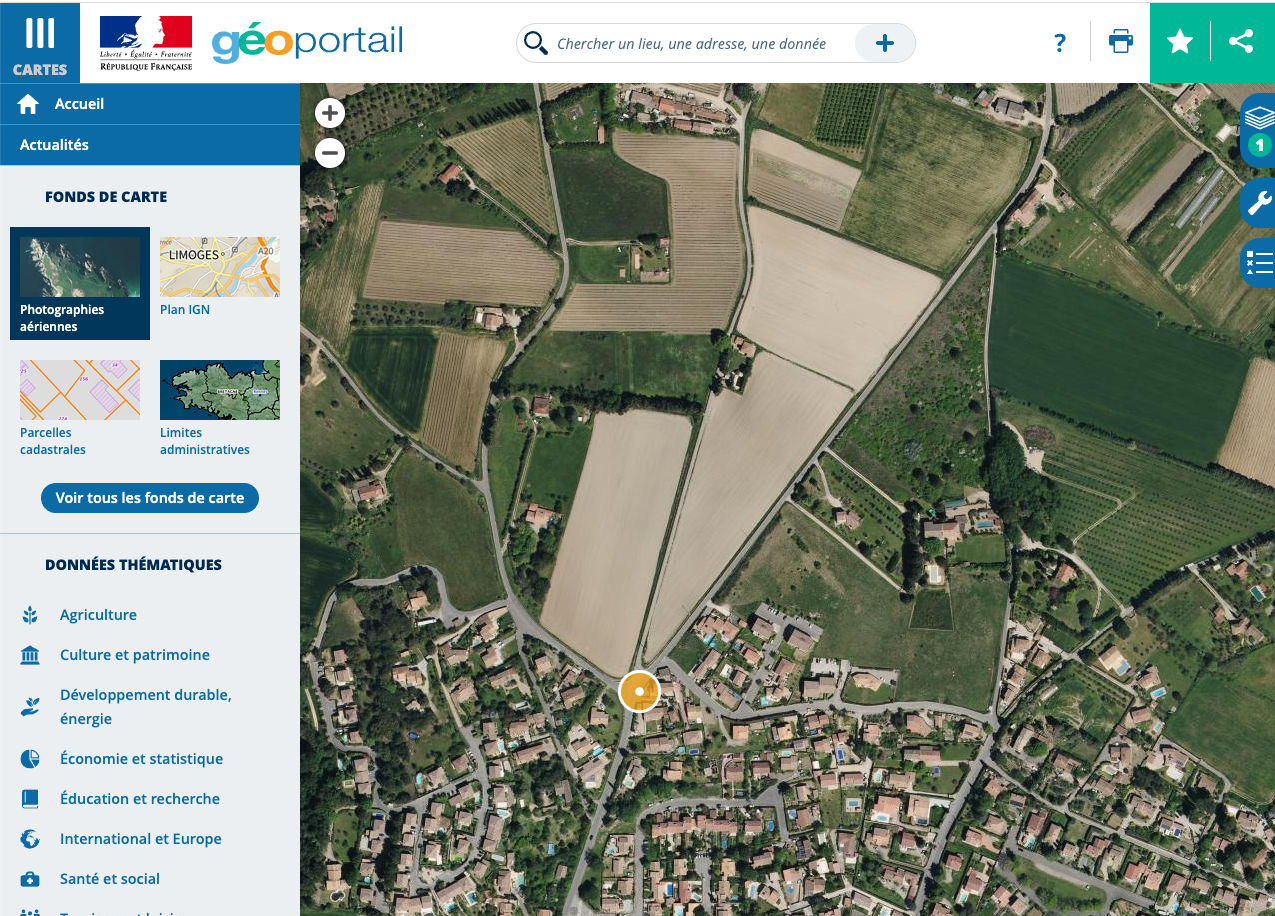 CARTES
Liberté • Égalité • Fraternité
RÉPUBLIQUE FRANÇAISE
géoportail
Chercher un lieu, une adresse, une donnée
?
Accueil
Actualités
1
FONDS DE CARTE
LIMOGES
A20
Photographies
aériennes
Plan IGN
BRETAGNE
Parcelles
cadastrales
Limites
administratives
Voir tous les fonds de carte
DONNÉES THÉMATIQUES
Agriculture
Culture et patrimoine
Développement durable,
énergie
Économie et statistique
Éducation et recherche
International et Europe
Santé et social